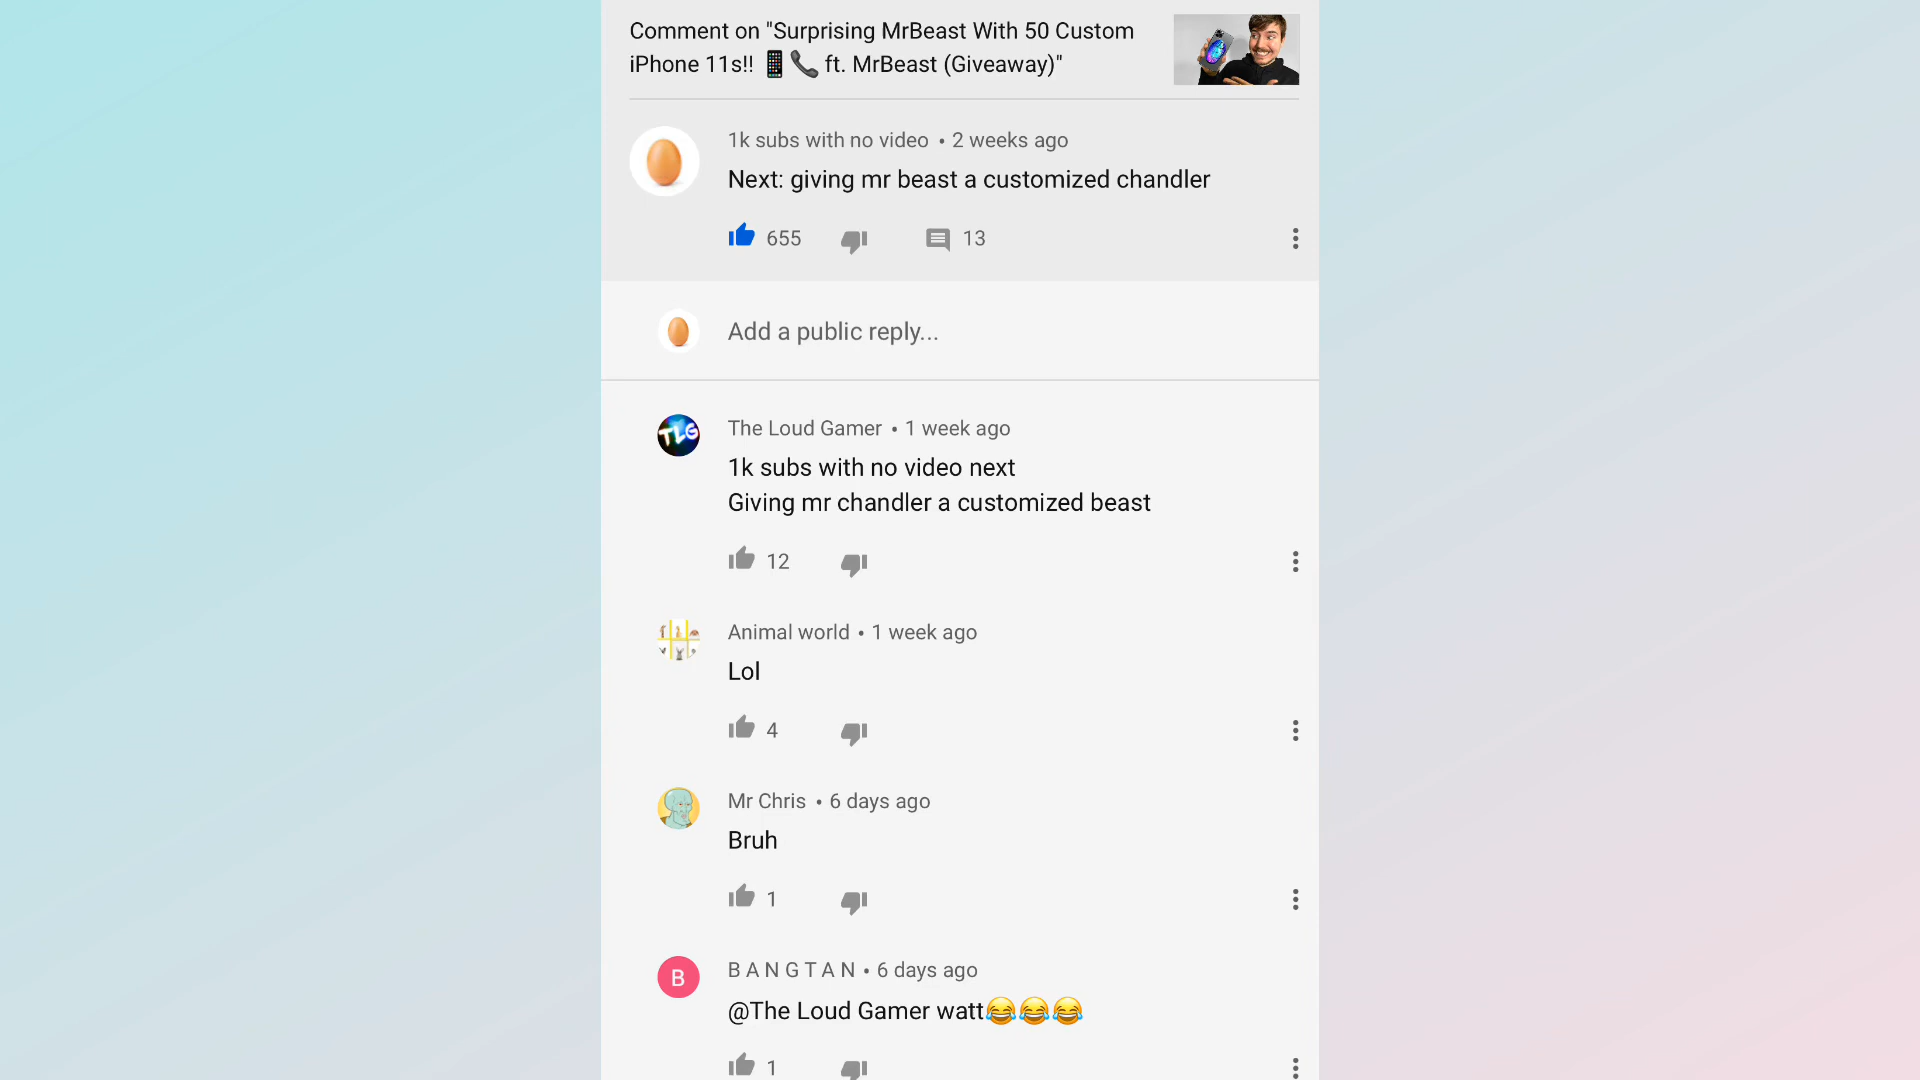 Comment on "Surprising MrBeast With 50 Custom
iPhone 11s!! 📱📞 ft. MrBeast (Giveaway)"
1k subs with no video • 2 weeks ago
Next: giving mr beast a customized chandler
655 13
Add a public reply...
TLG
The Loud Gamer • 1 week ago
1k subs with no video next
Giving mr chandler a customized beast
12
Animal world • 1 week ago
Lol
4
Mr Chris • 6 days ago
Bruh
1
B
B A N G T A N • 6 days ago
@The Loud Gamer watt😂😂😂
1